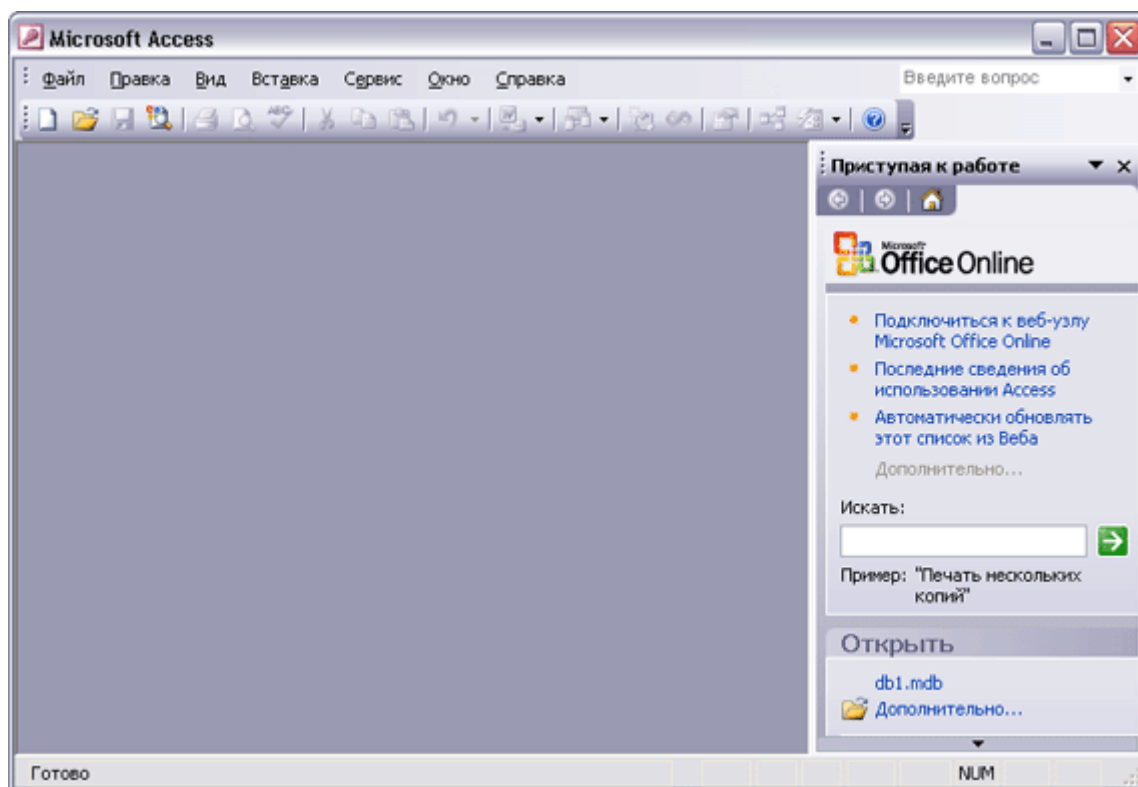 Microsoft Access
Файл Правка Вид Вставка Сервис Окно Справка Введите вопрос
Приступая к работе
Microsoft
Office Online
Подключиться к веб-узлу
Microsoft Office Online
Последние сведения об
использовании Access
Автоматически обновлять
этот список из Веба
Дополнительно...
Искать:
Пример: "Печать нескольких
копий"
Открыть
db1.mdb
Дополнительно...
Готово NUM